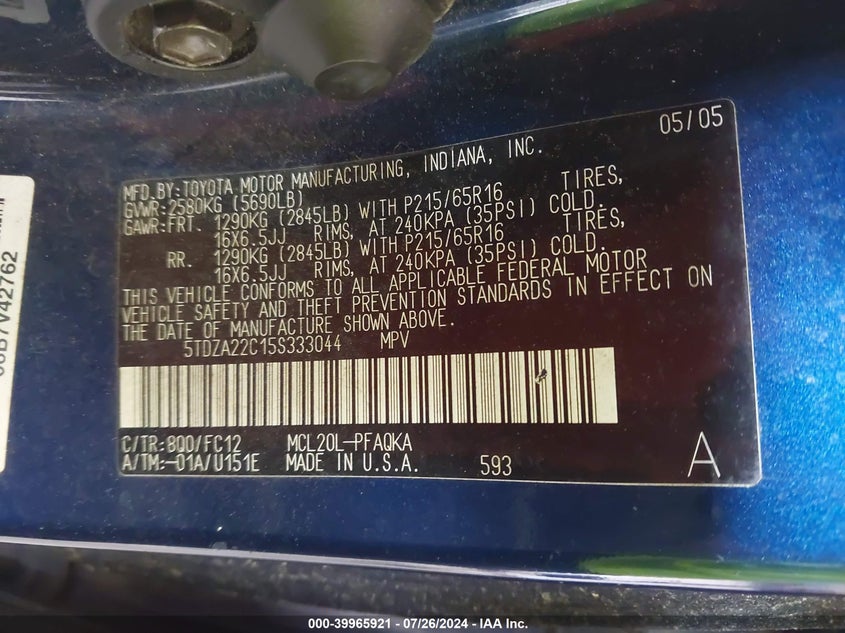 05/05
MFD. BY:TOYOTA MOTOR MANUFACTURING, INDIANA, INC.
GVWR:2580KG (5690LB)
GAWR:FRT. 1290KG (2845LB) WITH P215/65R16 TIRES,
16X6.5JJ RIMS, AT 240KPA (35PSI) COLD.
RR. 1290KG (2845LB) WITH P215/65R16 TIRES,
16X6.5JJ RIMS, AT 240KPA (35PSI) COLD.
THIS VEHICLE CONFORMS TO ALL APPLICABLE FEDERAL MOTOR
VEHICLE SAFETY AND THEFT PREVENTION STANDARDS IN EFFECT ON
THE DATE OF MANUFACTURE SHOWN ABOVE.
5TDZA22C15S333044 MPV
C/TR:8Q0/FC12 MCL20L-PFAQKA
A/TM:-01A/U151E MADE IN U.S.A. 593 A
000-39965921 / 07/26/2024 - IAA Inc.